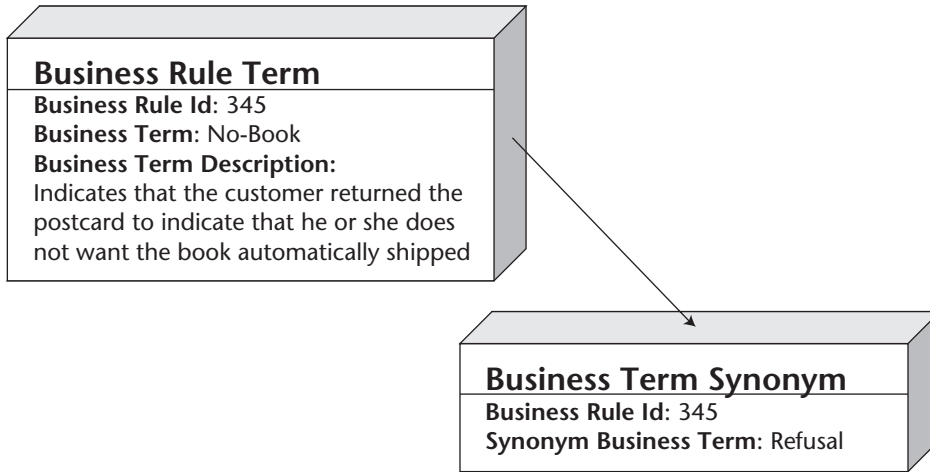 Business Rule Term
Business Rule Id: 345
Business Term: No-Book
Business Term Description:
Indicates that the customer returned the
postcard to indicate that he or she does
not want the book automatically shipped
Business Term Synonym
Business Rule Id: 345
Synonym Business Term: Refusal